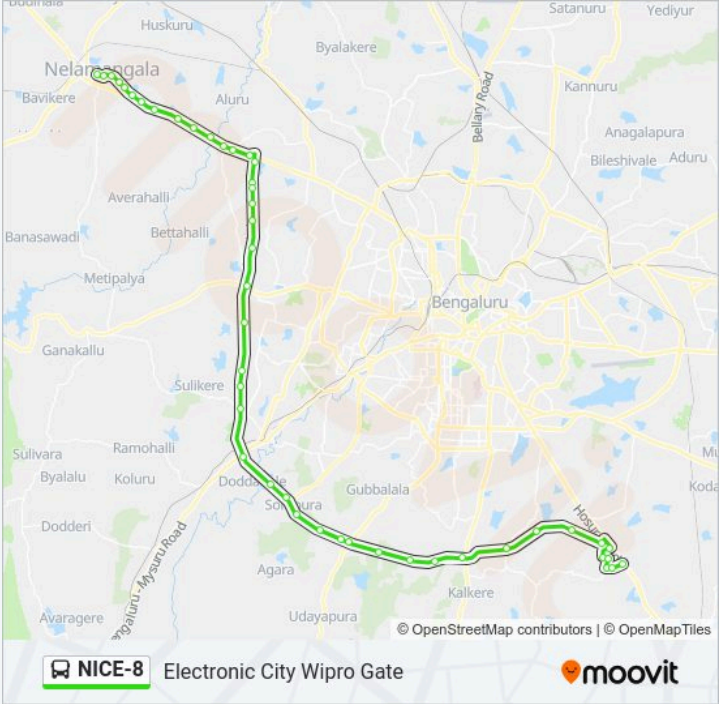 Budihala
Satanuru
Yediyur
Huskuru
Byalakere
Nelamangala
Kannuru
Bavikere
Aluru
Bellary Road
Anagalapura
Bileshivale
Aduru
Averahalli
Banasawadi
Bettahalli
Metipalya
Bengaluru
Ganakallu
Sulikere
Sulivara
Ramohalli
Byalalu
Koluru
Gubbalala
Dodderi
Hosur
Agara
Kalkere
Avaragere
Udayapura
Bengaluru - Mysuru Road
© OpenStreetMap contributors | © OpenMapTiles
NICE-8 Electronic City Wipro Gate
moovit